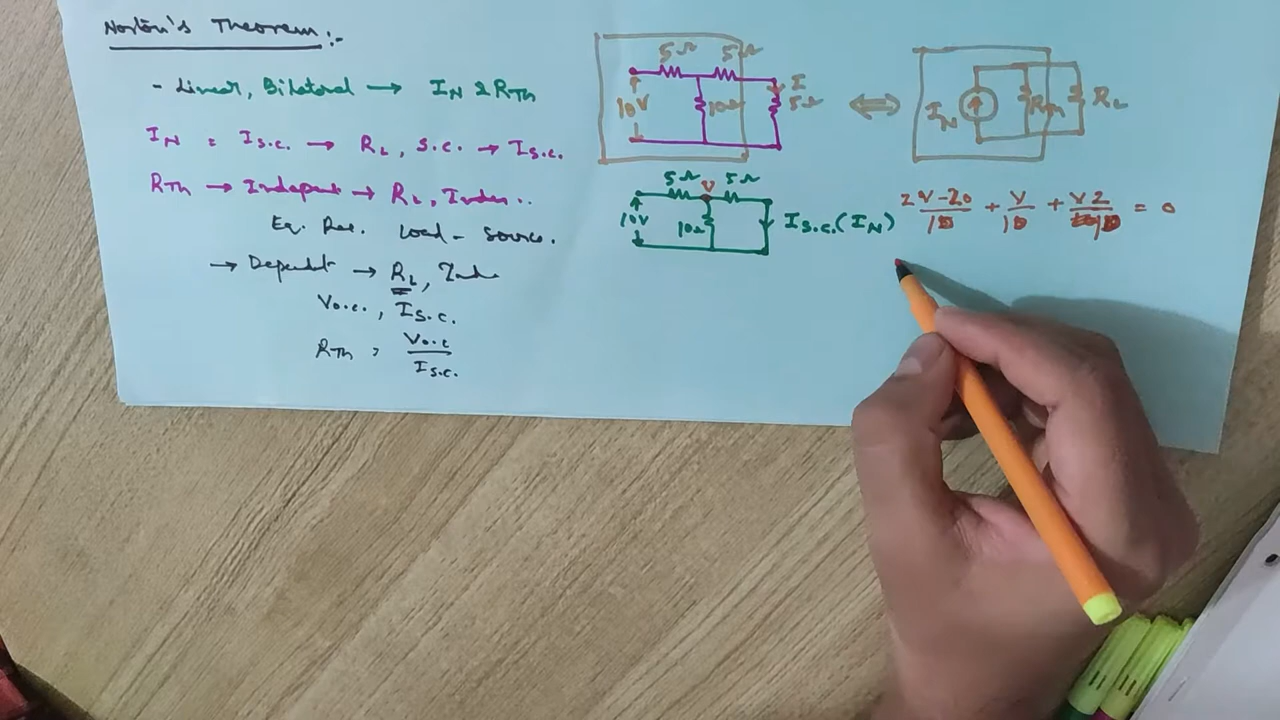 Norton's Theorem:-
- Linear, Bilateral → IN & RTh
IN = IS.C. → RL, S.C. → IS.C.
RTh → Independent → RL,
Eq. Res. Load - Source.
→ Dependent → RL,
VO.C., IS.C.
RTh = VO.C / IS.C.
5Ω 5Ω
10V 10Ω I 5Ω
IN RTh RL
5Ω V 5Ω
10V 10Ω IS.C. (IN)
2V-20/10 + V/10 + V2/10 = 0